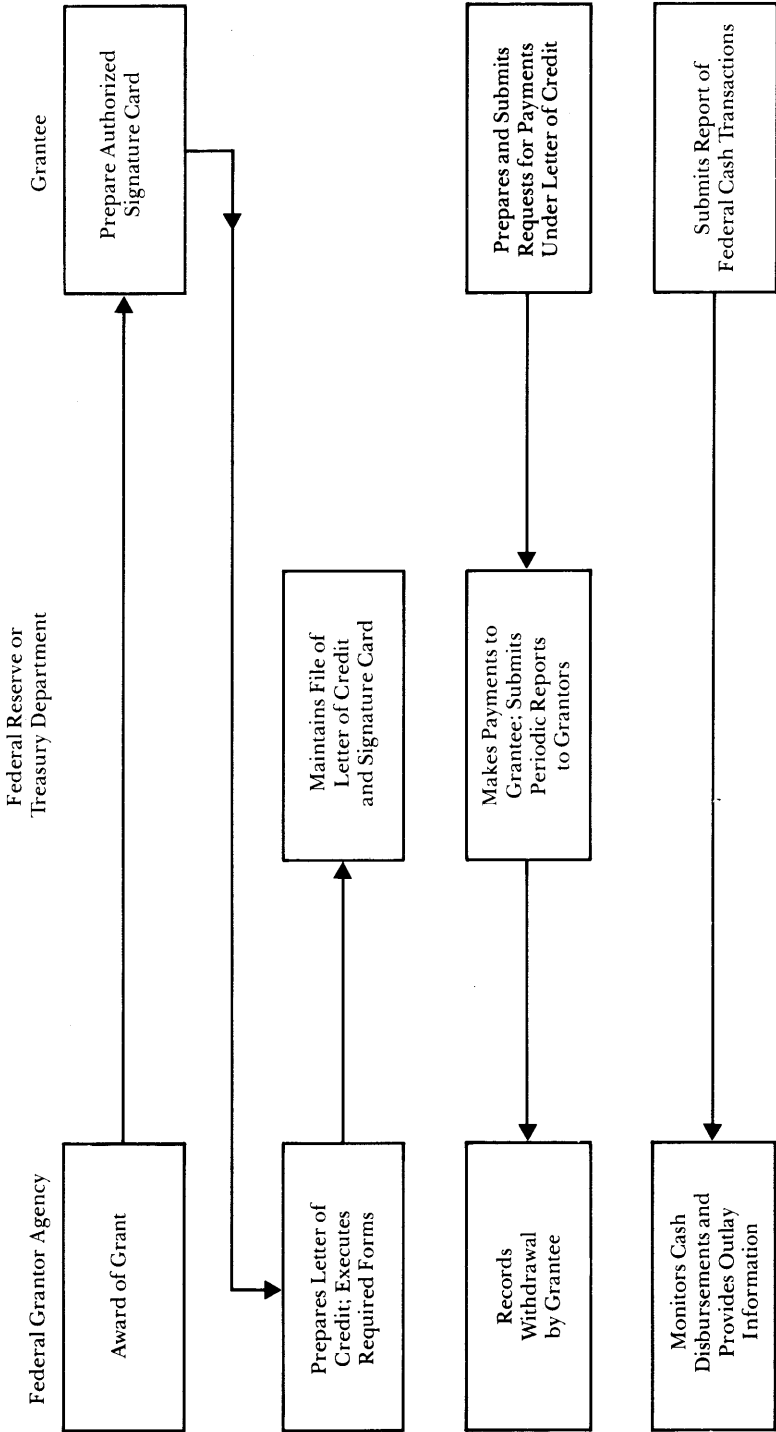 Federal Grantor Agency
Federal Reserve or
Treasury Department
Grantee
Award of Grant
Prepare Authorized
Signature Card
Prepares Letter of
Credit; Executes
Required Forms
Maintains File of
Letter of Credit
and Signature Card
Records
Withdrawal
by Grantee
Makes Payments to
Grantee; Submits
Periodic Reports
to Grantors
Prepares and Submits
Requests for Payments
Under Letter of Credit
Monitors Cash
Disbursements and
Provides Outlay
Information
Submits Report of
Federal Cash Transactions